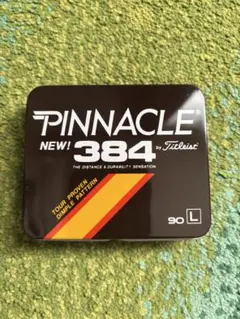 PINNACLE
NEW! 384 by Titleist
THE DISTANCE & DURABILITY SENSATION
TOUR PROVEN
DIMPLE PATTERN
90 L